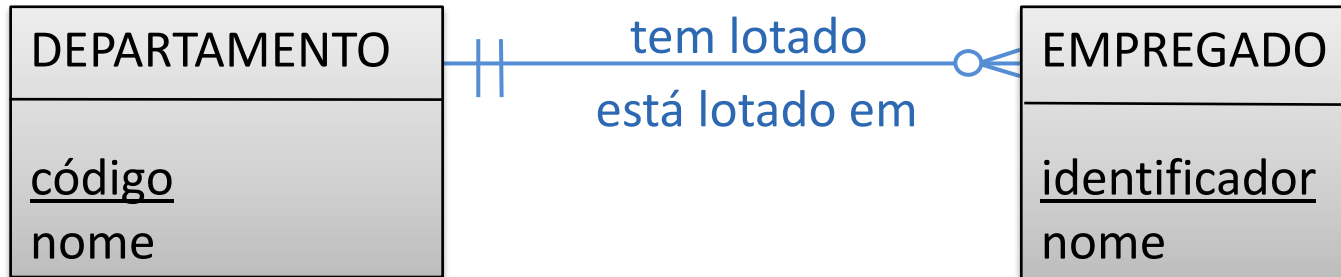 DEPARTAMENTO
código
nome
tem lotado
está lotado em
EMPREGADO
identificador
nome